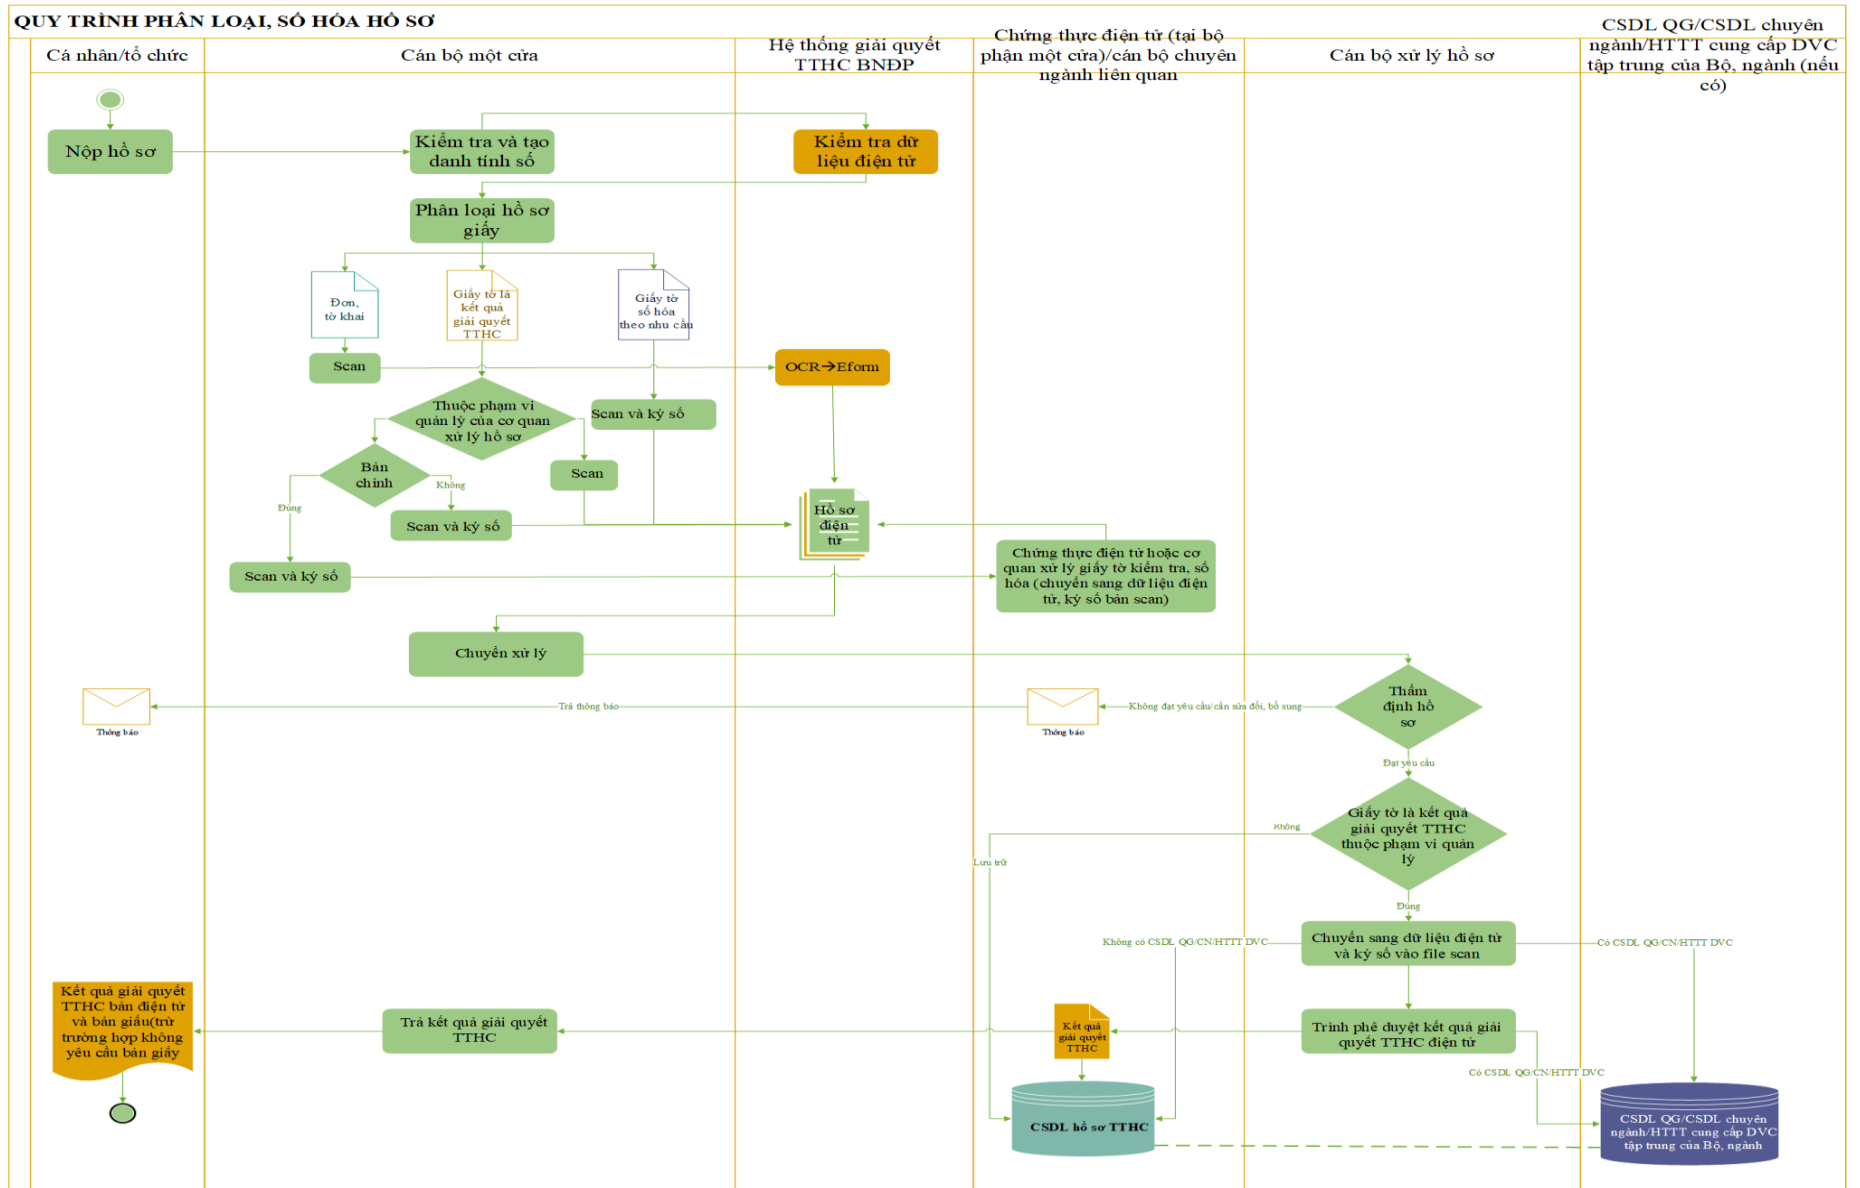 QUY TRÌNH PHÂN LOẠI, SỐ HÓA HỒ SƠ
Cá nhân/tổ chức
Cán bộ một cửa
Hệ thống giải quyết
TTHC BNĐP
Chứng thực điện tử (tại bộ
phận một cửa)/cán bộ chuyên
ngành liên quan
Cán bộ xử lý hồ sơ
CSDL QG/CSDL chuyên
ngành/HTTT cung cấp DVC
tập trung của Bộ, ngành (nếu
có)
Nộp hồ sơ
Kiểm tra và tạo
danh tính số
Kiểm tra dữ
liệu điện tử
Phân loại hồ sơ
giấy
Đơn,
tờ khai
Giấy tờ là
kết quả
giải quyết
TTHC
Giấy tờ
số hóa
theo nhu cầu
Scan
OCR→Eform
Thuộc phạm vi
quản lý của cơ quan
xử lý hồ sơ
Scan và ký số
Bản
chính
Scan
Không
Đúng
Scan và ký số
Hồ sơ
điện
tử
Scan và ký số
Chứng thực điện tử hoặc cơ
quan xử lý giấy tờ kiểm tra, số
hóa (chuyển sang dữ liệu điện
tử, ký số bản scan)
Chuyển xử lý
Thẩm
định hồ
sơ
Không đạt yêu cầu/cần sửa đổi, bổ sung
Trả thông báo
Thông báo
Thông báo
Đạt yêu cầu
Giấy tờ là kết quả
giải quyết TTHC
thuộc phạm vi quản
lý
Không
Lưu trữ
Đúng
Chuyển sang dữ liệu điện tử
và ký số vào file scan
Không có CSDL QG/CN/HTTT DVC
Có CSDL QG/CN/HTTT DVC
Kết quả giải quyết
TTHC bản điện tử
và bản giấu(trừ
trường hợp không
yêu cầu bản giấy
Trả kết quả giải quyết
TTHC
Kết quả
giải quyết
TTHC
Trình phê duyệt kết quả giải
quyết TTHC điện tử
Có CSDL QG/CN/HTTT DVC
CSDL hồ sơ TTHC
CSDL QG/CSDL chuyên
ngành/HTTT cung cấp DVC
tập trung của Bộ, ngành